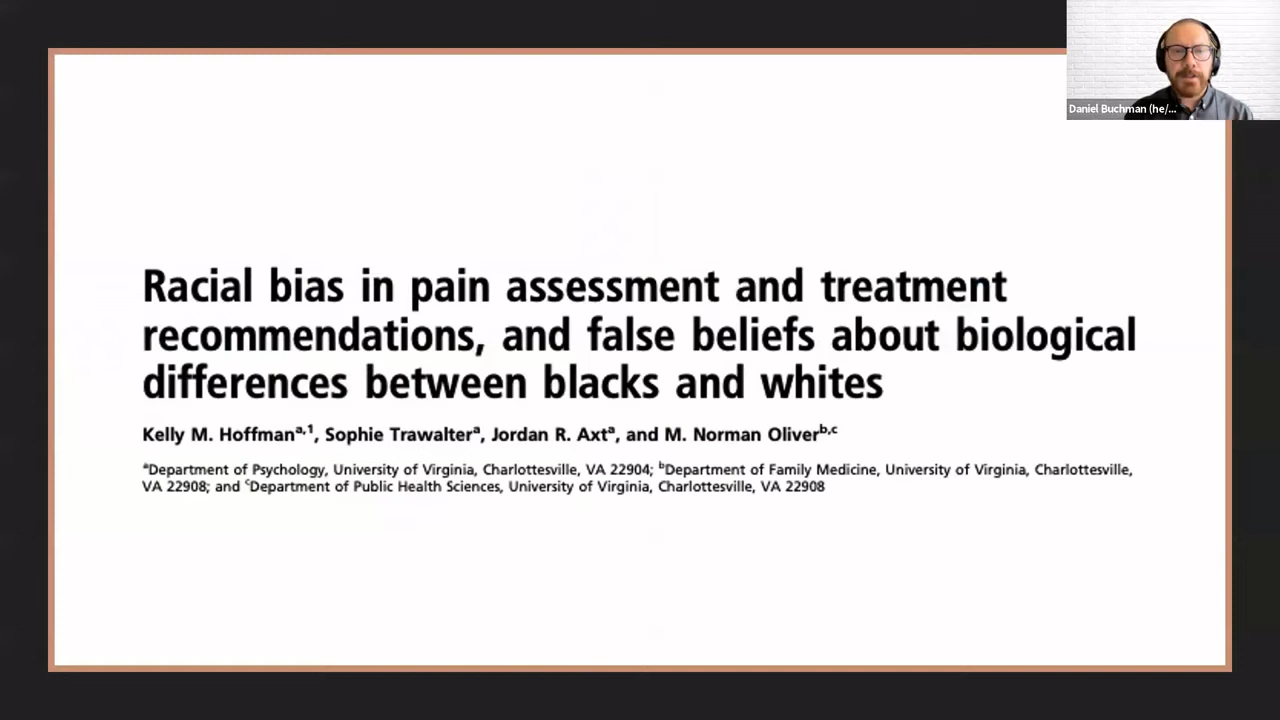 Daniel Buchman (he/...
Racial bias in pain assessment and treatment
recommendations, and false beliefs about biological
differences between blacks and whites
Kelly M. Hoffmanᵃ,¹, Sophie Trawalterᵃ, Jordan R. Axtᵃ, and M. Norman Oliverᵇ,ᶜ
ᵃDepartment of Psychology, University of Virginia, Charlottesville, VA 22904; ᵇDepartment of Family Medicine, University of Virginia, Charlottesville,
VA 22908; and ᶜDepartment of Public Health Sciences, University of Virginia, Charlottesville, VA 22908